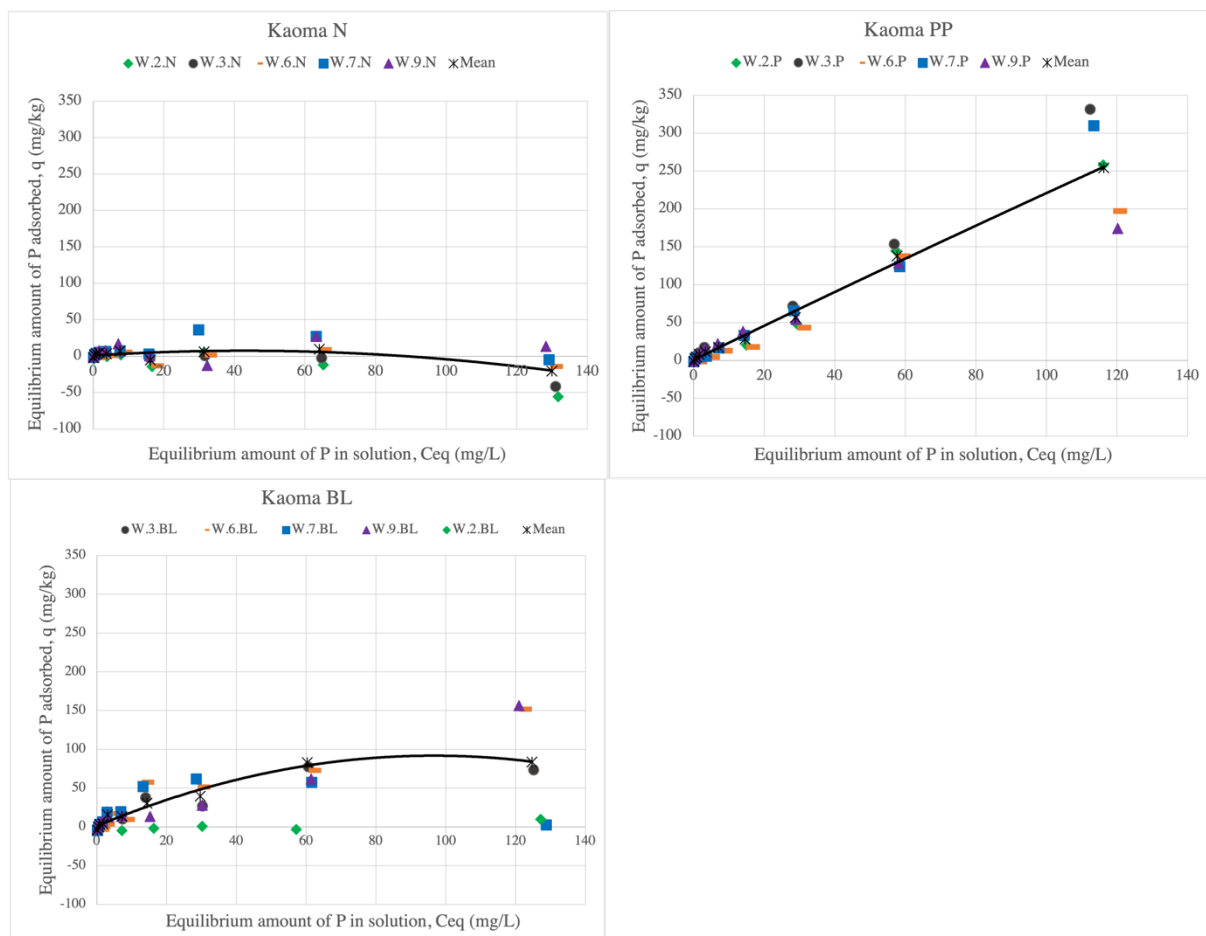 Kaoma N
W.2.N W.3.N W.6.N W.7.N W.9.N Mean
Equilibrium amount of P adsorbed, q (mg/kg)
350
300
250
200
150
100
50
0
-50
-100
0 20 40 60 80 100 120 140
Equilibrium amount of P in solution, Ceq (mg/L)
Kaoma PP
W.2.P W.3.P W.6.P W.7.P W.9.P Mean
Equilibrium amount of P adsorbed, q (mg/kg)
350
300
250
200
150
100
50
0
-50
-100
0 20 40 60 80 100 120 140
Equilibrium amount of P in solution, Ceq (mg/L)
Kaoma BL
W.3.BL W.6.BL W.7.BL W.9.BL W.2.BL Mean
Equilibrium amount of P adsorbed, q (mg/kg)
350
300
250
200
150
100
50
0
-50
-100
0 20 40 60 80 100 120 140
Equilibrium amount of P in solution, Ceq (mg/L)